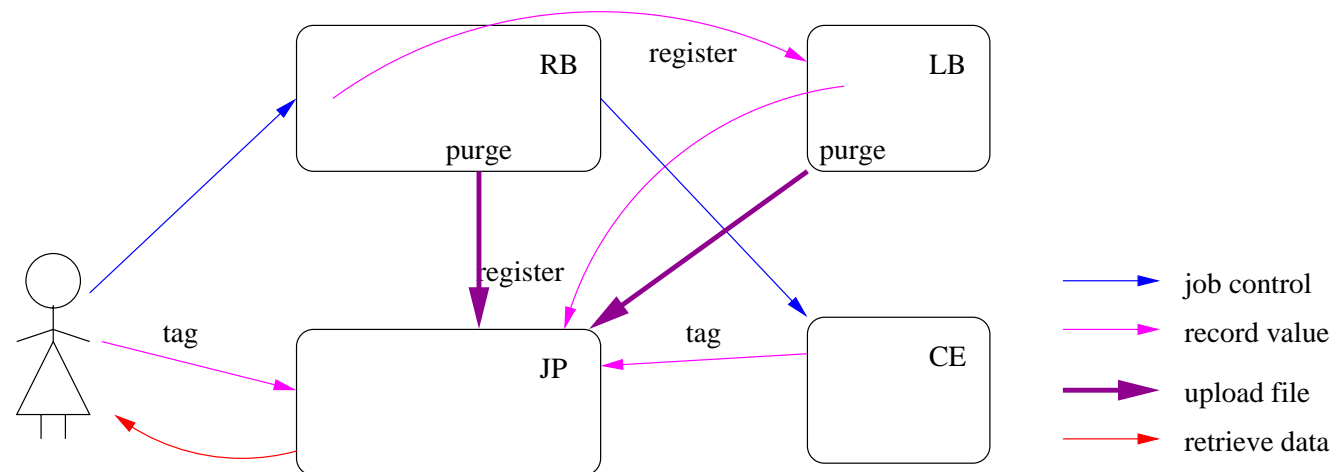 register
RB
LB
purge
purge
register
job control
tag
tag
record value
JP
CE
upload file
retrieve data